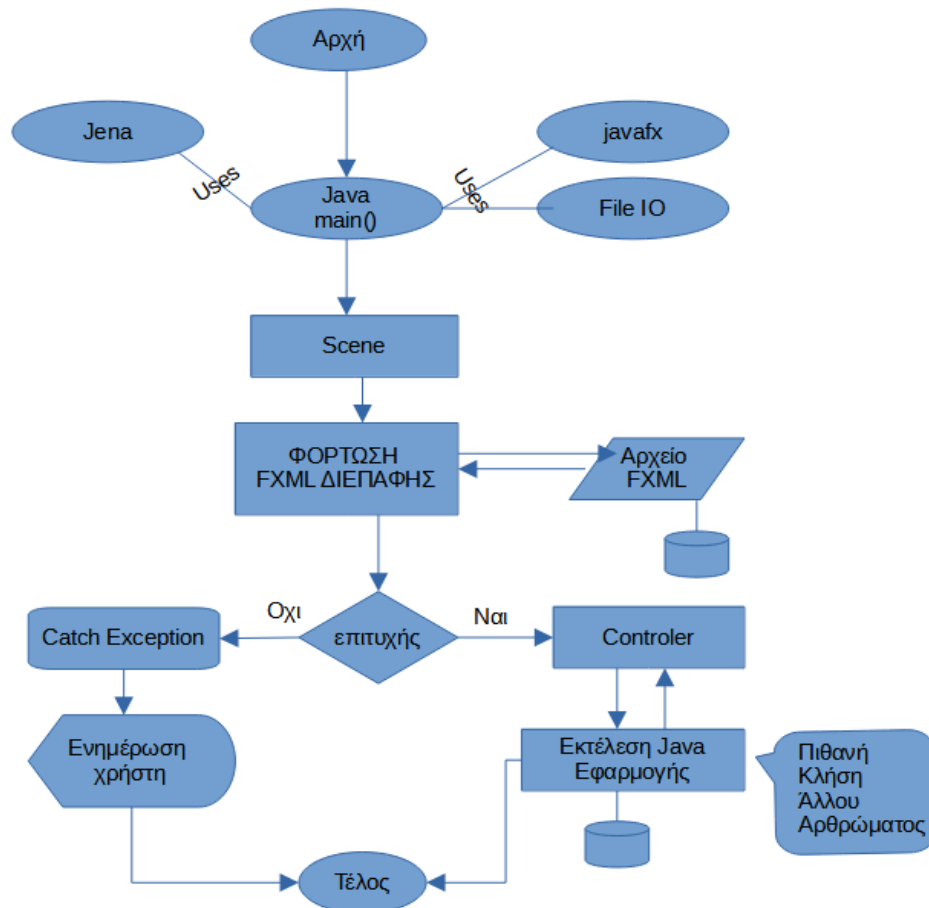 Αρχή
Jena
javafx
Uses
Uses
Java
main()
File IO
Scene
ΦΟΡΤΩΣΗ
FXML ΔΙΕΠΑΦΗΣ
Αρχείο
FXML
Οχι
Ναι
Catch Exception
επιτυχής
Controler
Ενημέρωση
χρήστη
Εκτέλεση Java
Εφαρμογής
Πιθανή
Κλήση
Άλλου
Αρθρώματος
Τέλος